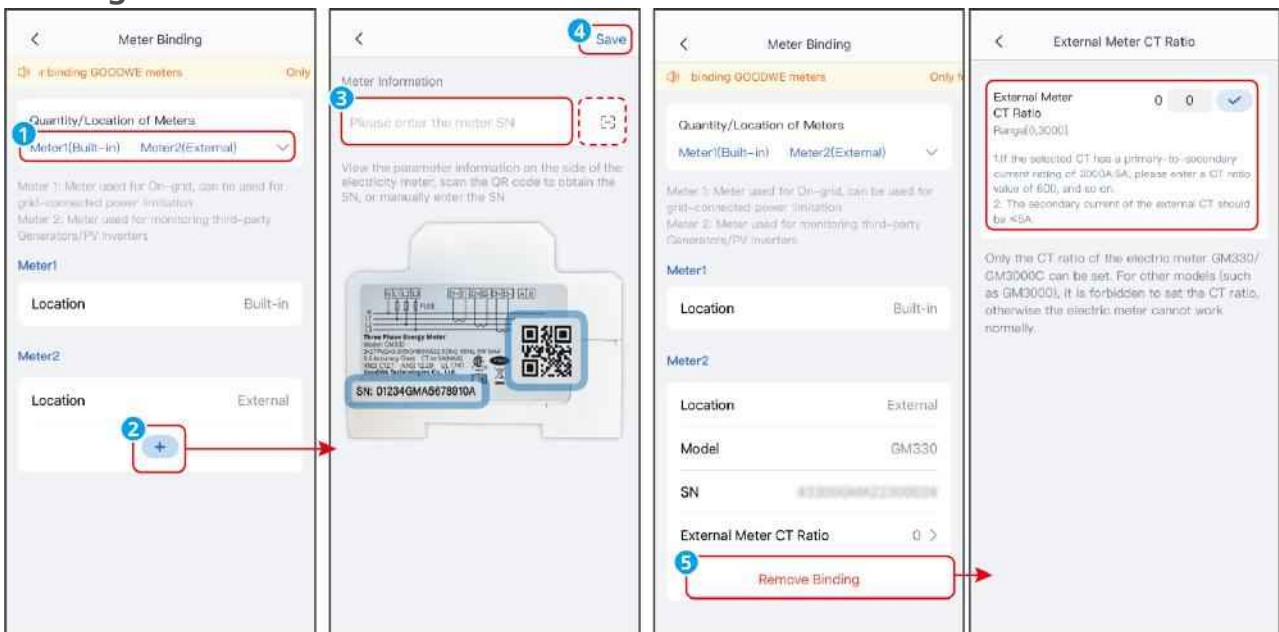 Meter Binding
r binding GOODWE meters Only
Quantity/Location of Meters
1
Meter1(Built-in) Meter2(External)
Meter 1: Meter used for On-grid, can be used for
grid-connected power limitation
Meter 2: Meter used for monitoring third-party
Generators/PV inverters
Meter1
Location Built-in
Meter2
Location External
2
+
4
Save
Meter Information
3
Please enter the meter SN
View the parameter information on the side of the
electricity meter, scan the QR code to obtain the
SN, or manually enter the SN
FUSE
Three Phase Energy Meter
Model: GM330
SN: 01234GMA5678910A
Meter Binding
binding GOODWE meters Only f
Quantity/Location of Meters
Meter1(Built-in) Meter2(External)
Meter 1: Meter used for On-grid, can be used for
grid-connected power limitation
Meter 2: Meter used for monitoring third-party
Generators/PV inverters
Meter1
Location Built-in
Meter2
Location External
Model GM330
SN
External Meter CT Ratio 0
5
Remove Binding
External Meter CT Ratio
External Meter 0 0
CT Ratio
Range[0,3000]
1.If the selected CT has a primary-to-secondary
current rating of 3000A:5A, please enter a CT ratio
value of 600, and so on.
2. The secondary current of the external CT should
be ≤5A.
Only the CT ratio of the electric meter GM330/
GM3000C can be set. For other models (such
as GM3000), it is forbidden to set the CT ratio,
otherwise the electric meter cannot work
normally.